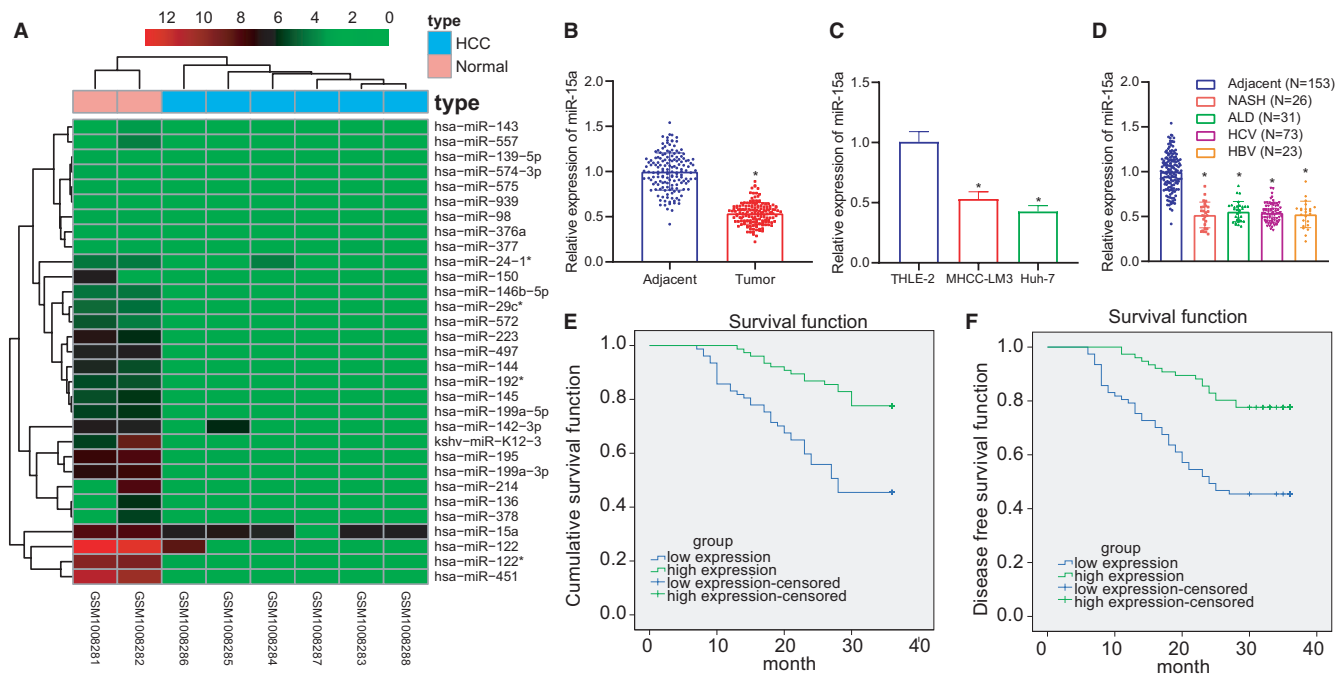 A
12 10 8 6 4 2 0
type
HCC
Normal
type
hsa−miR−143
hsa−miR−557
hsa−miR−139−5p
hsa−miR−574−3p
hsa−miR−575
hsa−miR−939
hsa−miR−98
hsa−miR−376a
hsa−miR−377
hsa−miR−24−1*
hsa−miR−150
hsa−miR−146b−5p
hsa−miR−29c*
hsa−miR−572
hsa−miR−223
hsa−miR−497
hsa−miR−144
hsa−miR−192*
hsa−miR−145
hsa−miR−199a−5p
hsa−miR−142−3p
kshv−miR−K12−3
hsa−miR−195
hsa−miR−199a−3p
hsa−miR−214
hsa−miR−136
hsa−miR−378
hsa−miR−15a
hsa−miR−122
hsa−miR−122*
hsa−miR−451
GSM1008281
GSM1008282
GSM1008286
GSM1008285
GSM1008284
GSM1008287
GSM1008283
GSM1008288
B
Relative expression of miR-15a
2.0
1.5
1.0
0.5
0.0
*
Adjacent Tumor
C
Relative expression of miR-15a
1.5
1.0
0.5
0.0
* *
THLE-2 MHCC-LM3 Huh-7
D
Relative expression of miR-15a
2.0
1.5
1.0
0.5
0.0
Adjacent (N=153)
NASH (N=26)
ALD (N=31)
HCV (N=73)
HBV (N=23)
* * * *
E
Survival function
Cumulative survival function
1.0
0.8
0.6
0.4
0.2
0.0
group
low expression
high expression
low expression-censored
high expression-censored
0 10 20 30 40
month
F
Survival function
Disease free survival function
1.0
0.8
0.6
0.4
0.2
0.0
group
low expression
high expression
low expression-censored
high expression-censored
0 10 20 30 40
month